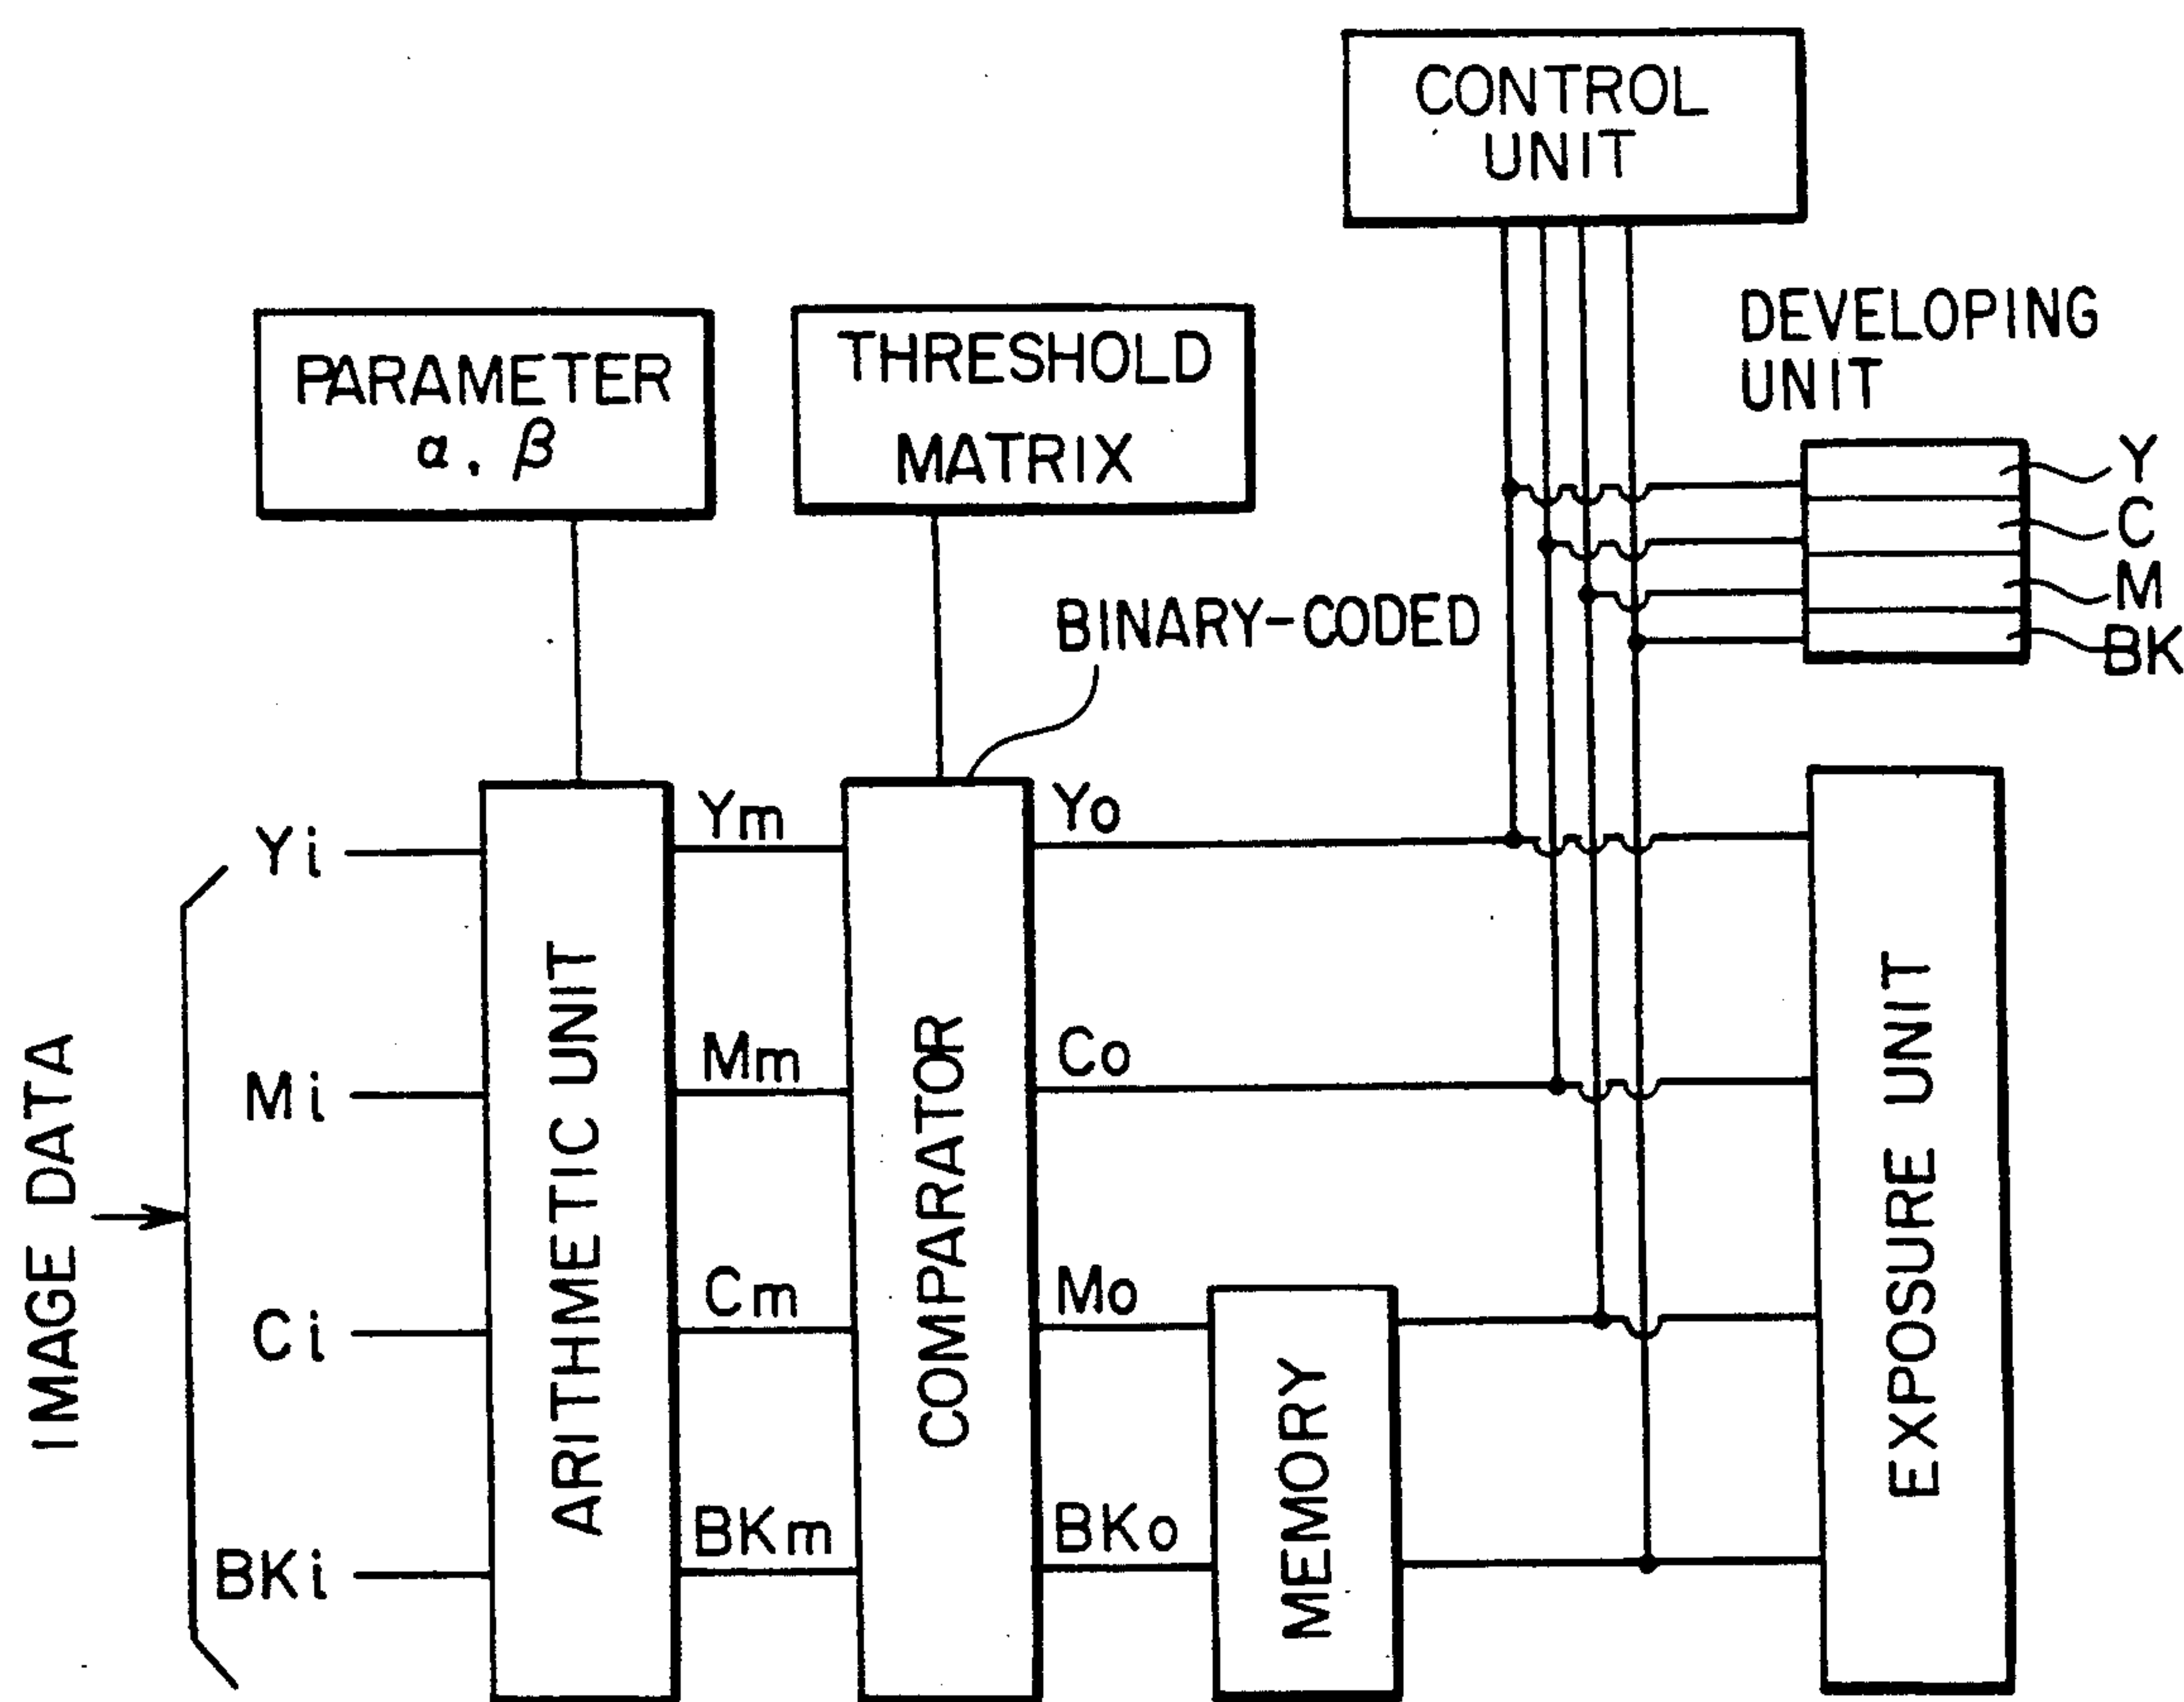 CONTROL
UNIT
PARAMETER
α, β
THRESHOLD
MATRIX
DEVELOPING
UNIT
Y
C
M
BK
BINARY-CODED
IMAGE DATA
Yi
Mi
Ci
BKi
ARITHMETIC UNIT
Ym
Mm
Cm
BKm
COMPARATOR
Yo
Co
Mo
BKo
MEMORY
EXPOSURE UNIT